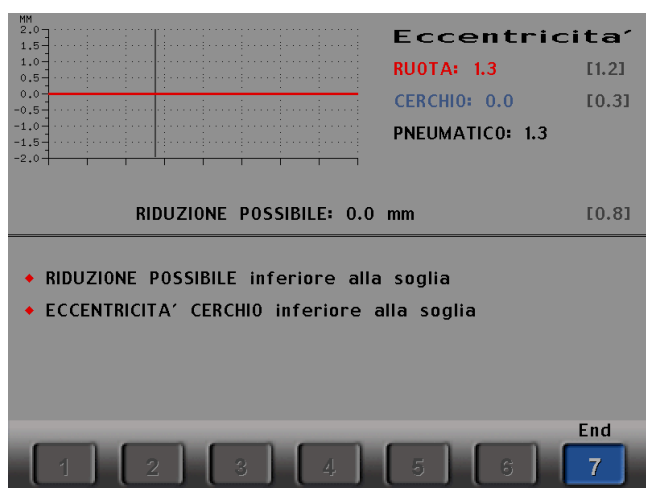 MM
2.0
1.5
1.0
0.5
0.0
-0.5
-1.0
-1.5
-2.0
Eccentricita´
RUOTA: 1.3 [1.2]
CERCHIO: 0.0 [0.3]
PNEUMATICO: 1.3
RIDUZIONE POSSIBILE: 0.0 mm [0.8]
RIDUZIONE POSSIBILE inferiore alla soglia
ECCENTRICITA´ CERCHIO inferiore alla soglia
End
1 2 3 4 5 6 7